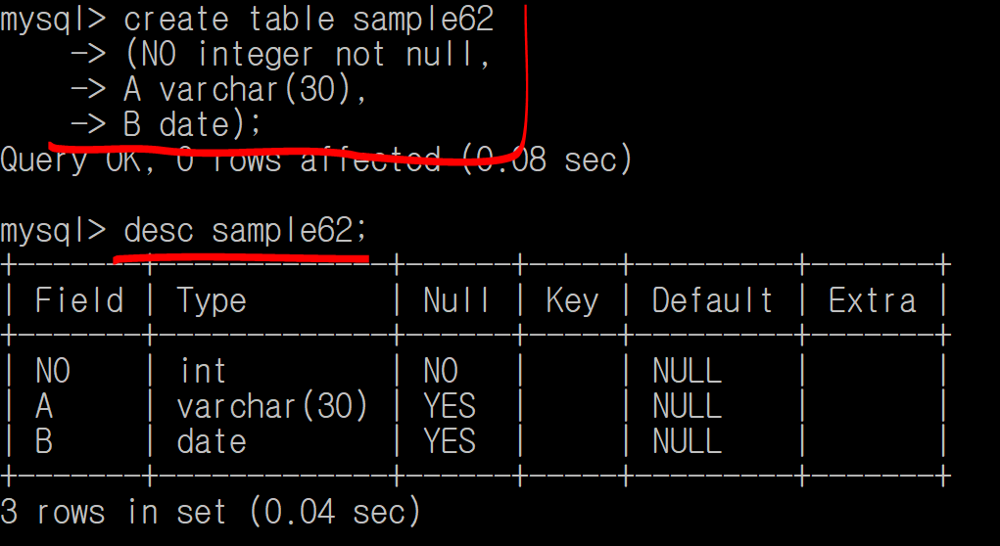 mysql> create table sample62
-> (NO integer not null,
-> A varchar(30),
-> B date);
Query OK, 0 rows affected (0.08 sec)
mysql> desc sample62;
+-------+-------------+------+-----+---------+-------+
| Field | Type | Null | Key | Default | Extra |
+-------+-------------+------+-----+---------+-------+
| NO | int | NO | | NULL | |
| A | varchar(30) | YES | | NULL | |
| B | date | YES | | NULL | |
+-------+-------------+------+-----+---------+-------+
3 rows in set (0.04 sec)